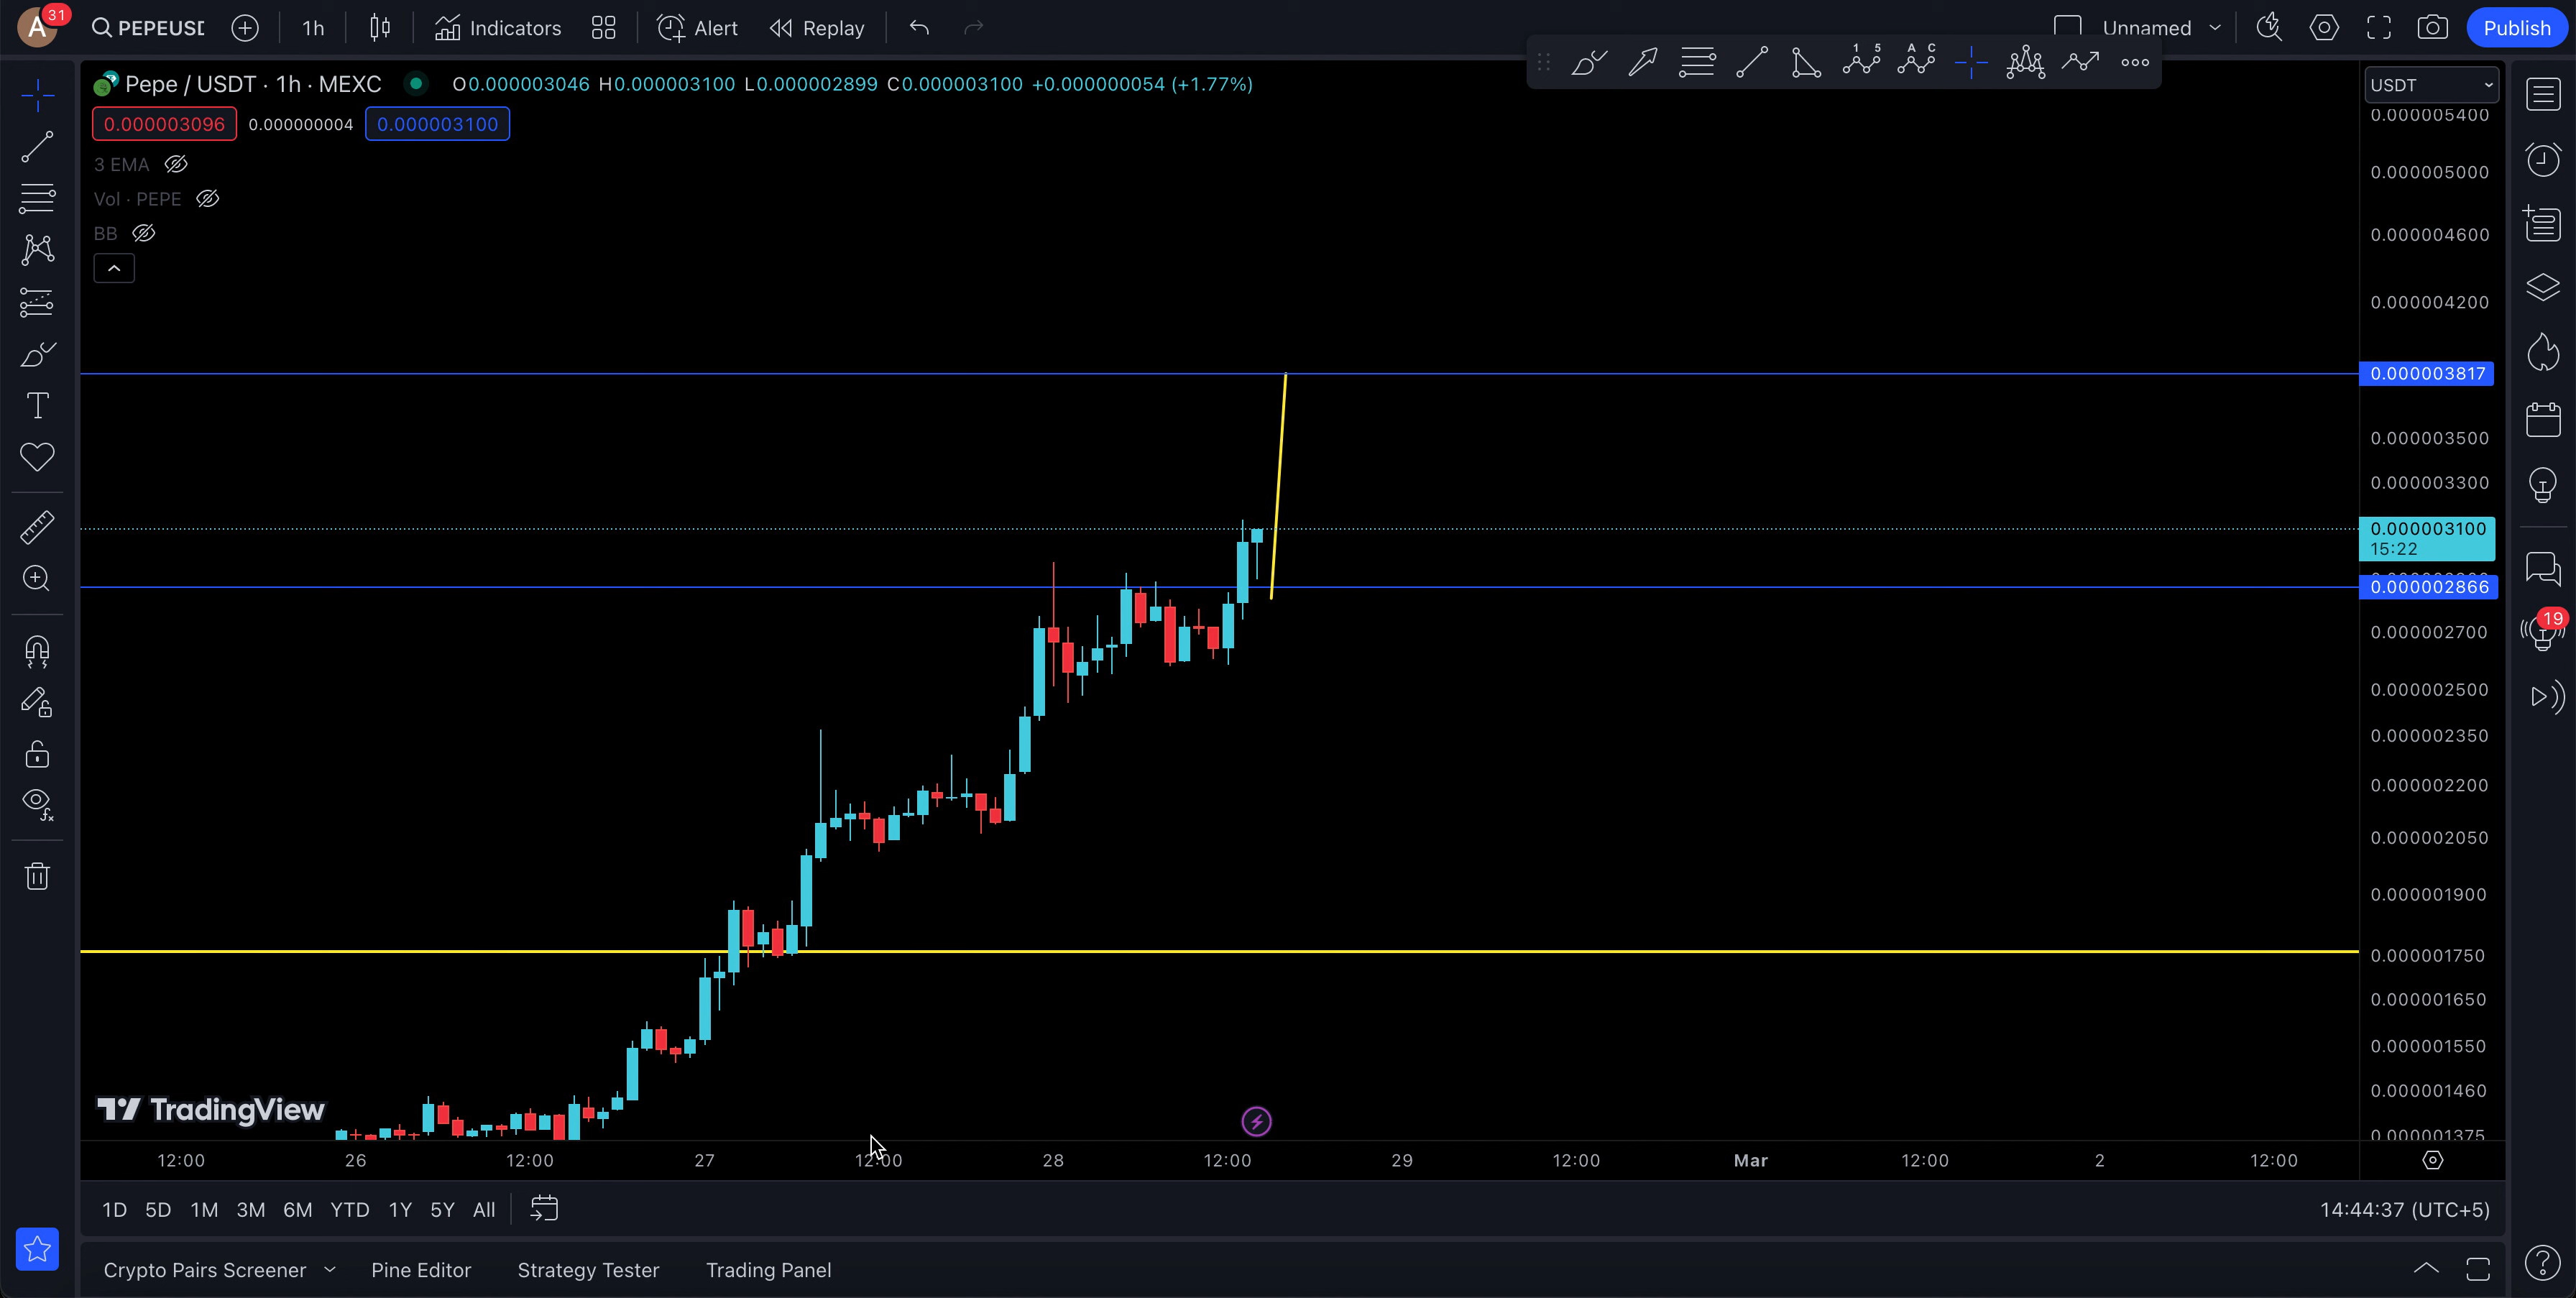 A 31 PEPEUSD 1h Indicators Alert Replay Unnamed Publish
1 5 A C
Pepe / USDT · 1h · MEXC O0.000003046 H0.000003100 L0.000002899 C0.000003100 +0.000000054 (+1.77%)
USDT
0.000003096 0.000000004 0.000003100
3 EMA
Vol · PEPE
BB
0.000005400
0.000005000
0.000004600
0.000004200
0.000003817
0.000003500
0.000003300
0.000003100
15:22
0.000002866
19
0.000002700
0.000002500
0.000002350
0.000002200
0.000002050
0.000001900
0.000001750
0.000001650
0.000001550
0.000001460
0.000001375
TradingView
12:00 26 12:00 27 12:00 28 12:00 29 12:00 Mar 12:00 2 12:00
1D 5D 1M 3M 6M YTD 1Y 5Y All 14:44:37 (UTC+5)
Crypto Pairs Screener Pine Editor Strategy Tester Trading Panel